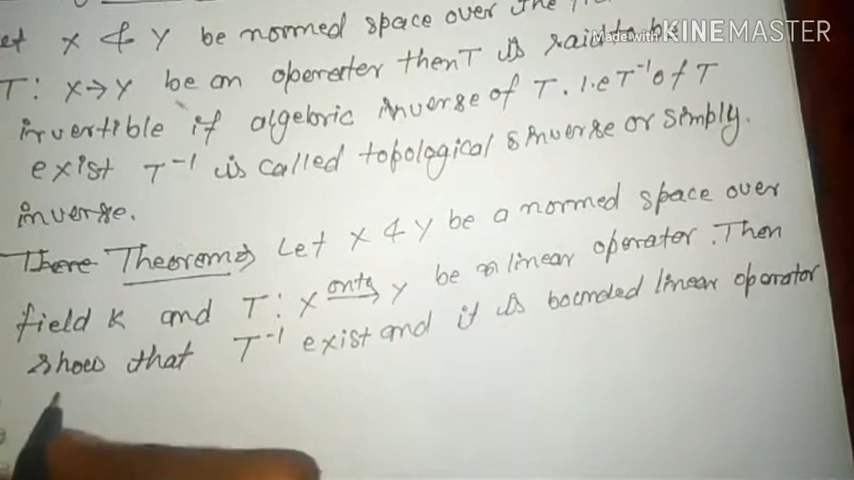 et X & Y be normed space over the
Made with KINEMASTER
T: X→Y be an operater then T is said to be
invertible if algebric inverse of T. i.e T⁻¹ of T
exist T⁻¹ is called topological inverse or simply.
inverse.
There Theorem⇒ Let X & Y be a normed space over
field K and T: X onto→ Y be a linear operator. Then
show that T⁻¹ exist and it is bounded linear operator